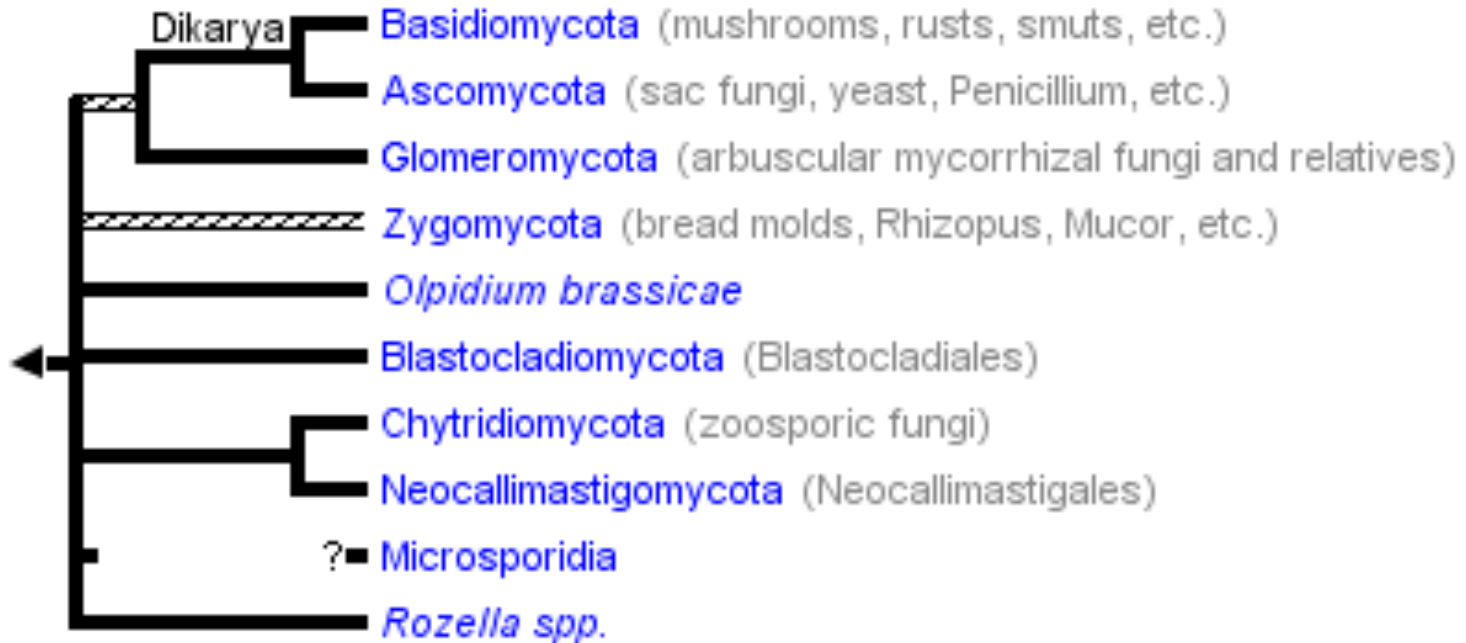 Dikarya
Basidiomycota (mushrooms, rusts, smuts, etc.)
Ascomycota (sac fungi, yeast, Penicillium, etc.)
Glomeromycota (arbuscular mycorrhizal fungi and relatives)
Zygomycota (bread molds, Rhizopus, Mucor, etc.)
Olpidium brassicae
Blastocladiomycota (Blastocladiales)
Chytridiomycota (zoosporic fungi)
Neocallimastigomycota (Neocallimastigales)
? Microsporidia
Rozella spp.